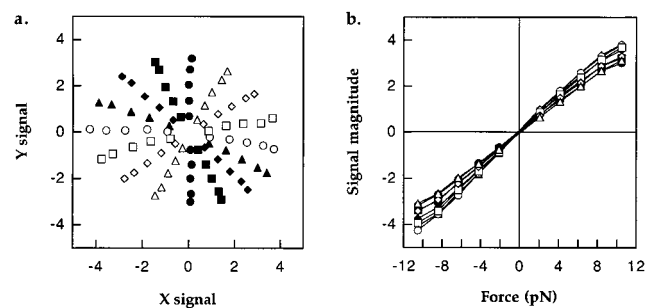 a.
Y signal
4
2
0
-2
-4
-4 -2 0 2 4
X signal
b.
Signal magnitude
4
2
0
-2
-4
-12 -8 -4 0 4 8 12
Force (pN)